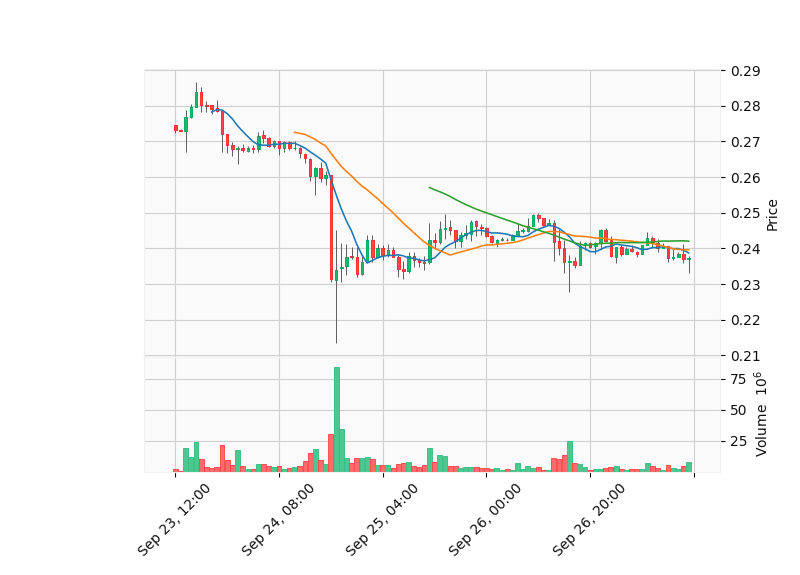 0.29
0.28
0.27
0.26
0.25
0.24
0.23
0.22
0.21
Price
75
50
25
Volume 10^6
Sep 23, 12:00
Sep 24, 08:00
Sep 25, 04:00
Sep 26, 00:00
Sep 26, 20:00